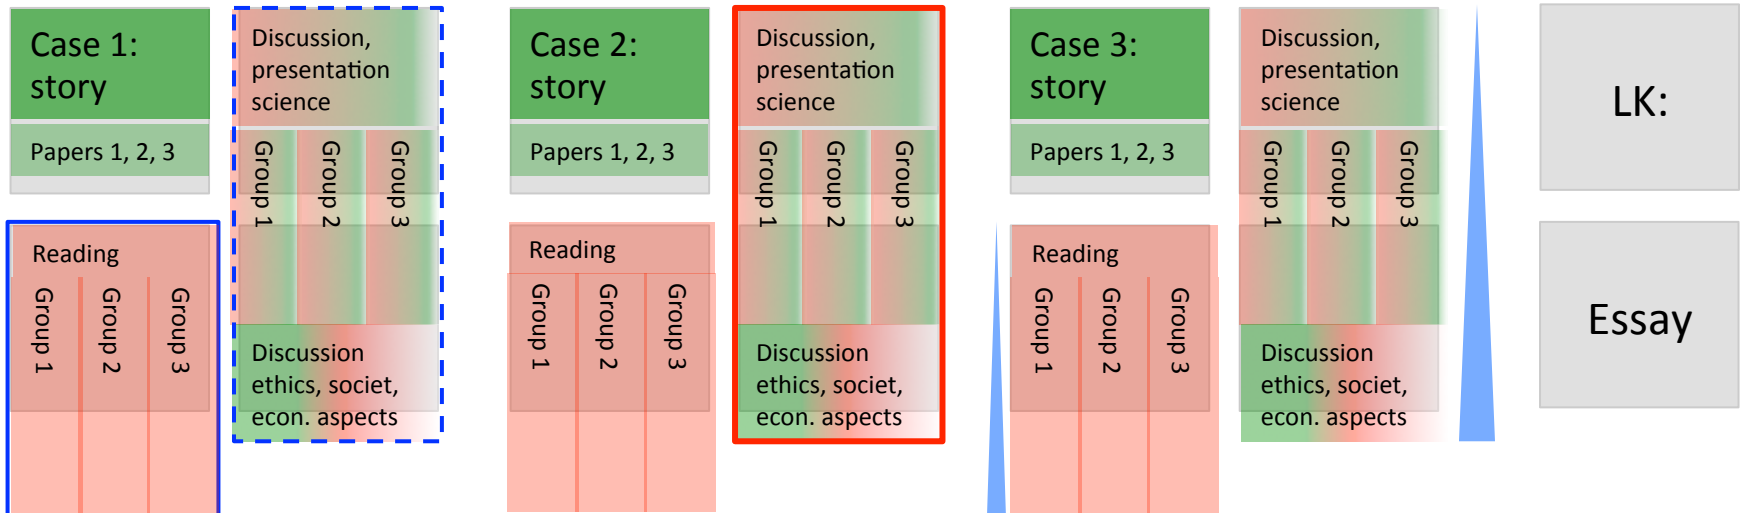 Case 1:
story
Papers 1, 2, 3
Reading
Group 1
Group 2
Group 3
Discussion,
presentation
science
Group 1
Group 2
Group 3
Discussion
ethics, societ,
econ. aspects
Case 2:
story
Papers 1, 2, 3
Reading
Group 1
Group 2
Group 3
Discussion,
presentation
science
Group 1
Group 2
Group 3
Discussion
ethics, societ,
econ. aspects
Case 3:
story
Papers 1, 2, 3
Reading
Group 1
Group 2
Group 3
Discussion,
presentation
science
Group 1
Group 2
Group 3
Discussion
ethics, societ,
econ. aspects
LK:
Essay